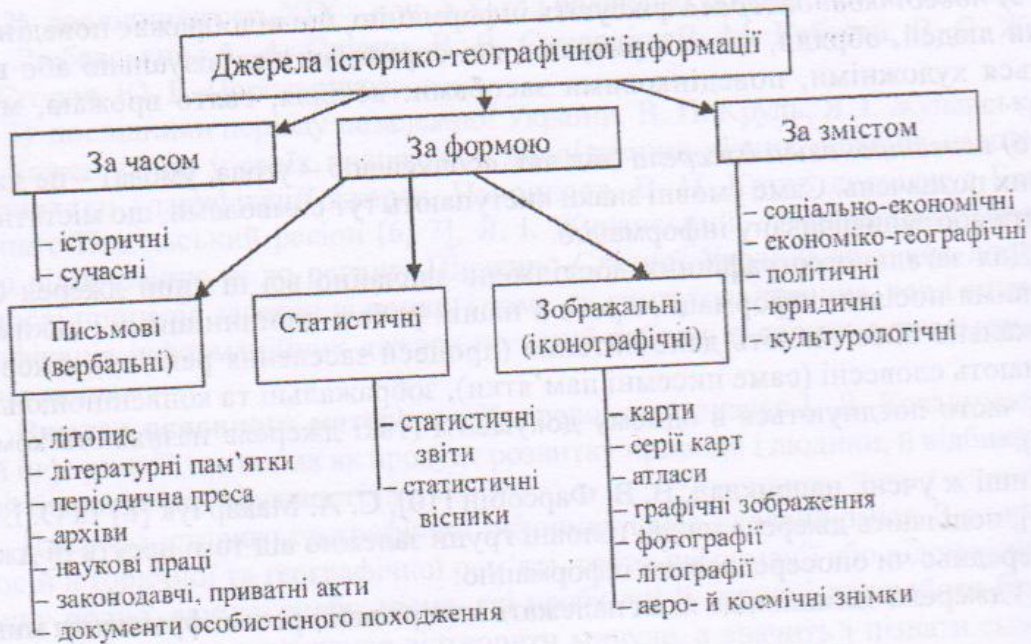 Джерела історико-географічної інформації
За часом
історичні
сучасні
За формою
За змістом
соціально-економічні
економіко-географічні
політичні
юридичні
культурологічні
Письмові
(вербальні)
літопис
літературні пам’ятки
періодична преса
архіви
наукові праці
законодавчі, приватні акти
документи особистісного походження
Статистичні
статистичні
звіти
статистичні
вісники
Зображальні
(іконографічні)
карти
серії карт
атласи
графічні зображення
фотографії
літографії
аеро- й космічні знімки